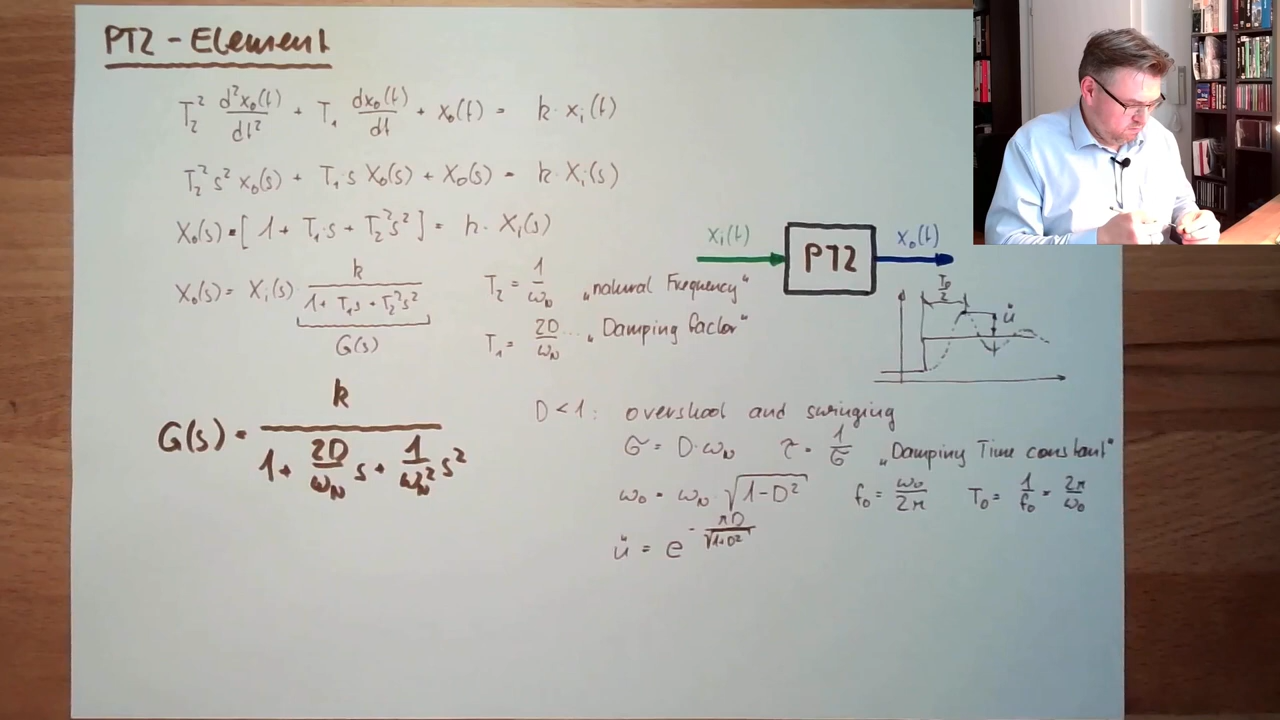 PT2 - Element
T₂² d²x₀(t)/dt² + T₁ dx₀(t)/dt + x₀(t) = k · xᵢ(t)
T₂² s² X₀(s) + T₁ s X₀(s) + X₀(s) = k · Xᵢ(s)
X₀(s) · [ 1 + T₁·s + T₂²s² ] = k · Xᵢ(s)
X₀(s) = Xᵢ(s) k / (1 + T₁s + T₂²s²)
G(s)
T₂ = 1/ω_N „natural Frequency"
T₁ = 2D/ω_N ... „Damping factor"
xᵢ(t) PT2 x₀(t)
T₀/2 ü
G(s) = k / (1 + 2D/ω_N s + 1/ω_N² s²)
D < 1 : overshoot and swinging
σ = D · ω_N τ = 1/σ „Damping Time constant"
ω₀ = ω_N · √(1-D²) f₀ = ω₀/2π T₀ = 1/f₀ = 2π/ω₀
ü = e^(- πD/√(1-D²))